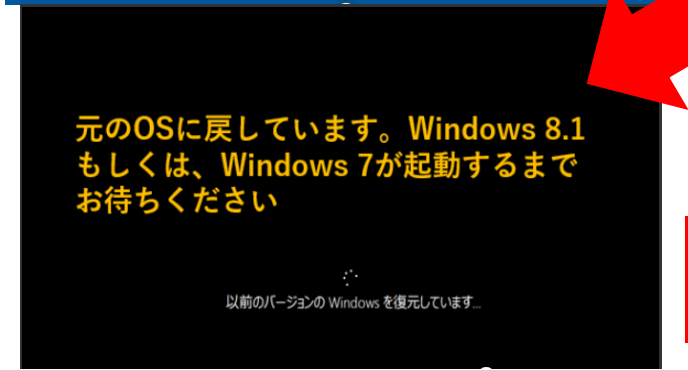 元のOSに戻しています。Windows 8.1
もしくは、Windows 7が起動するまで
お待ちください
以前のバージョンの Windows を復元しています...